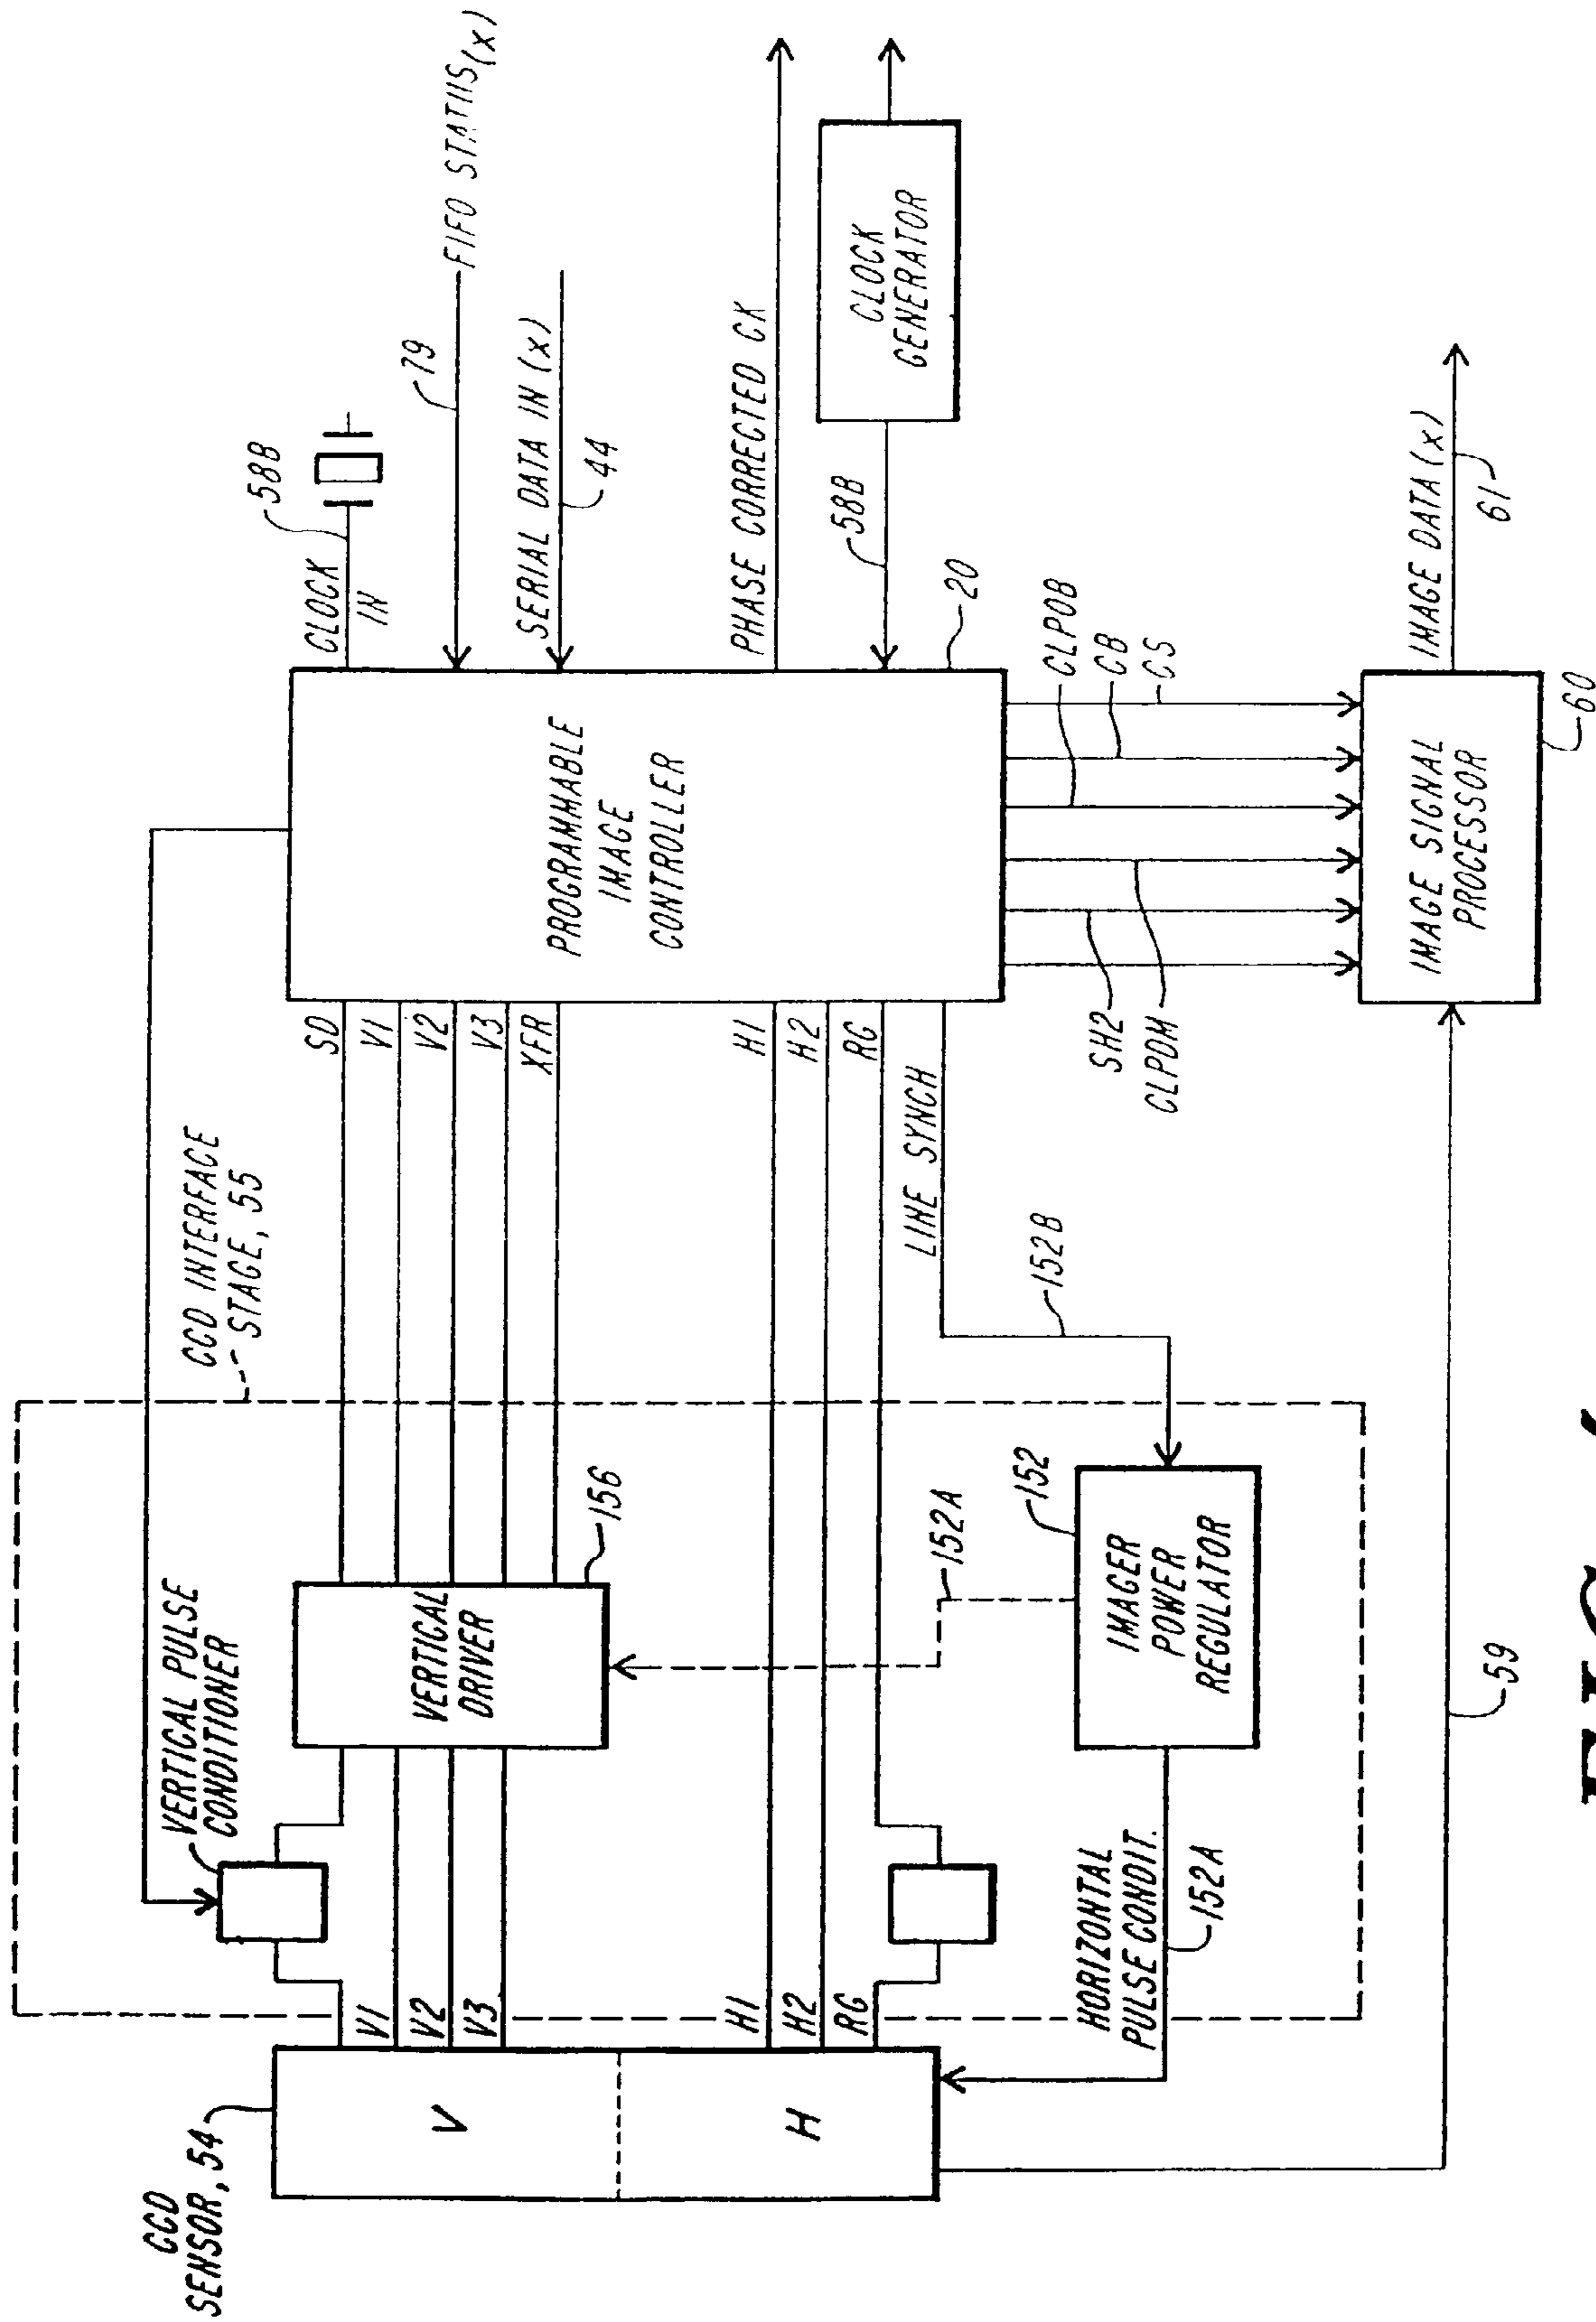 CCD
SENSOR, 54
V
H
V1
V2
V3
H1
H2
RG
VERTICAL PULSE
CONDITIONER
CCD INTERFACE
STAGE, 55
VERTICAL
DRIVER
156
152A
HORIZONTAL
PULSE CONDIT.
152A
IMAGER
POWER
REGULATOR
152
152B
LINE SYNCH
59
SD
V1
V2
V3
XFR
H1
H2
RG
PROGRAMMABLE
IMAGE
CONTROLLER
20
CLOCK
IN
58B
79
FIFO STATUS(x)
SERIAL DATA IN (x)
44
PHASE CORRECTED CK
58B
CLOCK
GENERATOR
SH2
CLPDM
CLPOB
CB
CS
IMAGE SIGNAL
PROCESSOR
60
IMAGE DATA(x)
61